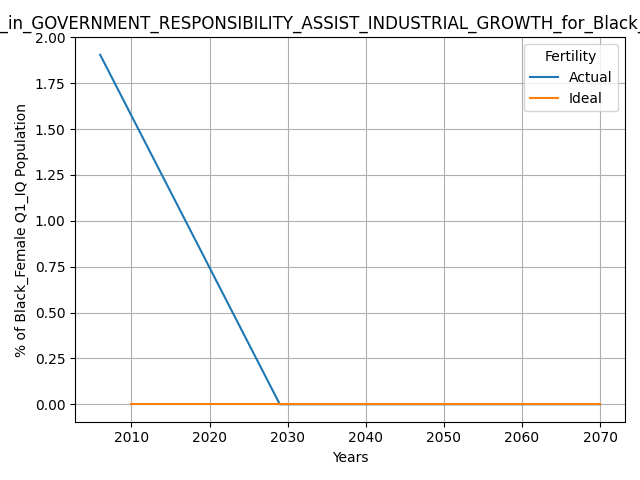 _in_GOVERNMENT_RESPONSIBILITY_ASSIST_INDUSTRIAL_GROWTH_for_Black_
Fertility
Actual
Ideal
% of Black_Female Q1_IQ Population
2.00
1.75
1.50
1.25
1.00
0.75
0.50
0.25
0.00
2010 2020 2030 2040 2050 2060 2070
Years